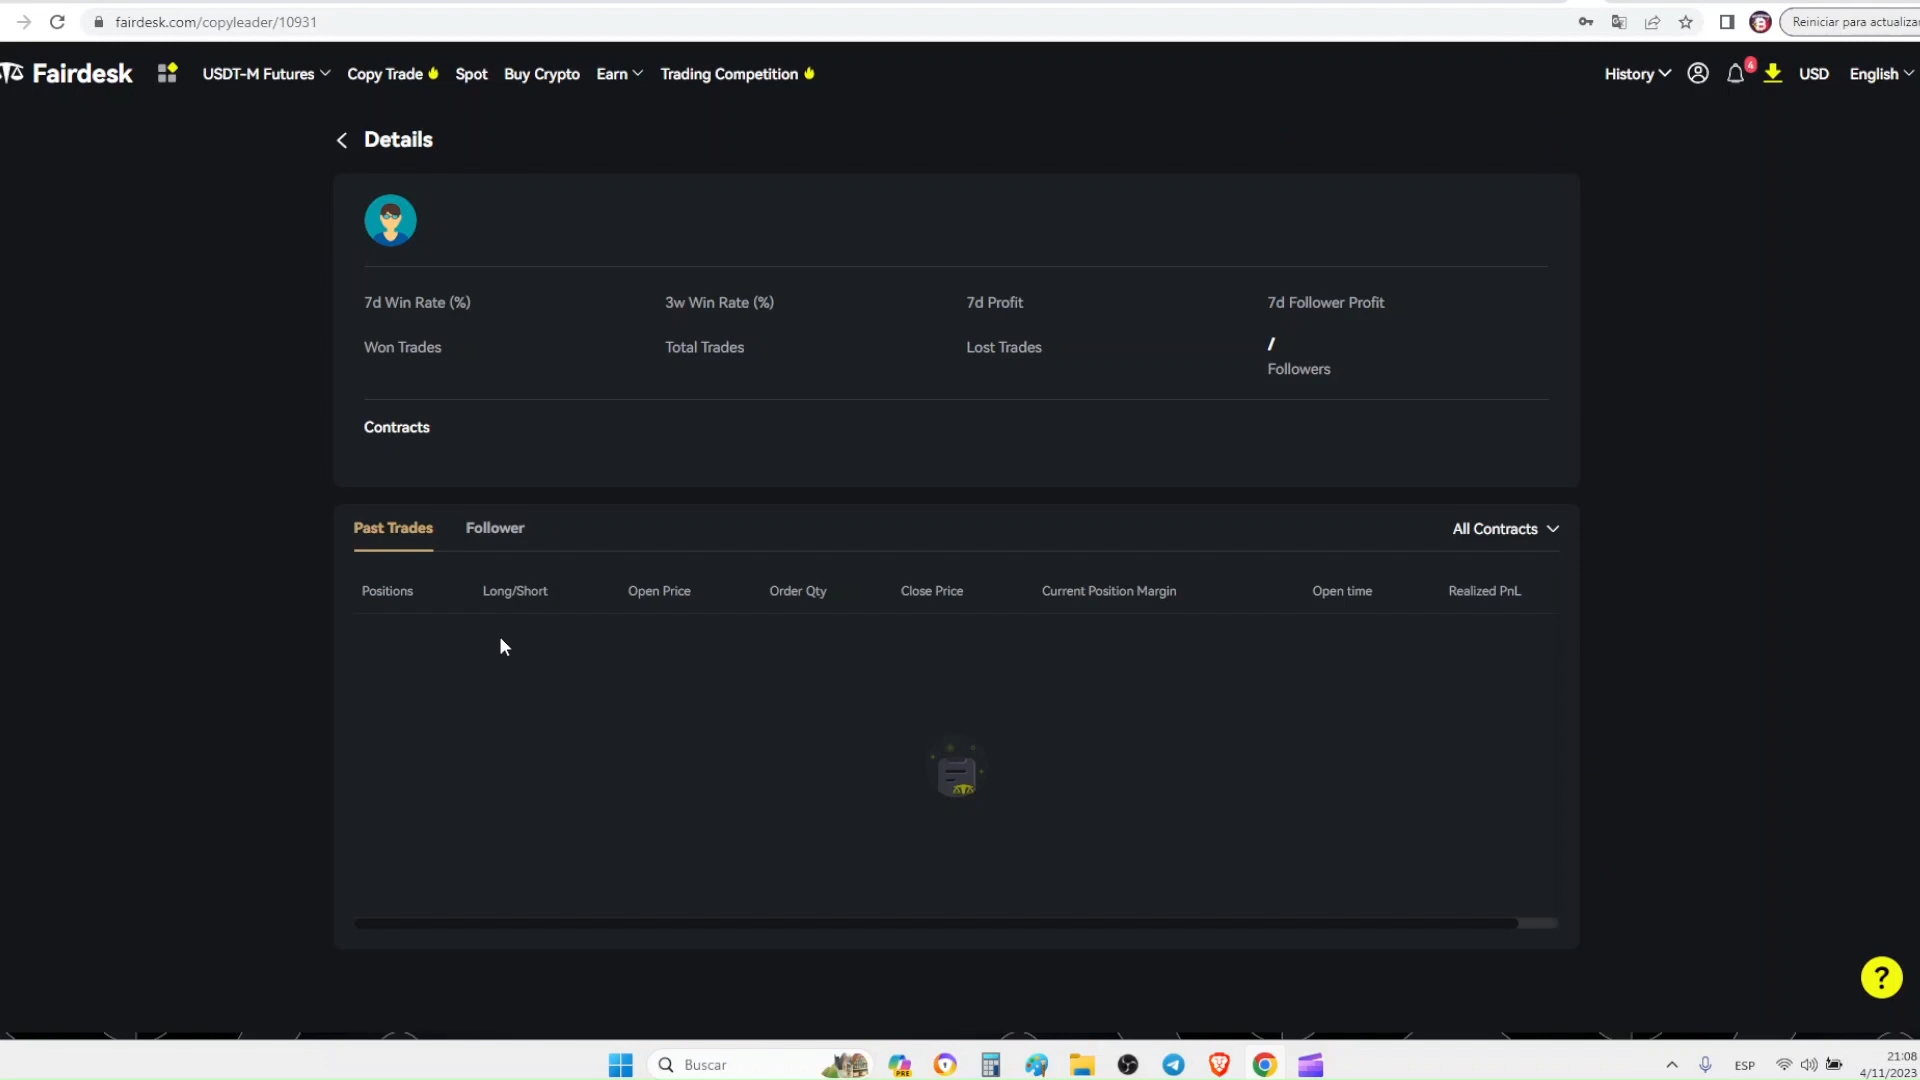 fairdesk.com/copyleader/10931
Reiniciar para actualizar
Fairdesk USDT-M Futures Copy Trade Spot Buy Crypto Earn Trading Competition History 4 USD English
Details
7d Win Rate (%) 3w Win Rate (%) 7d Profit 7d Follower Profit
Won Trades Total Trades Lost Trades /
Followers
Contracts
Past Trades Follower All Contracts
Positions Long/Short Open Price Order Qty Close Price Current Position Margin Open time Realized PnL
?
Buscar PRE ESP 21:08
4/11/2023